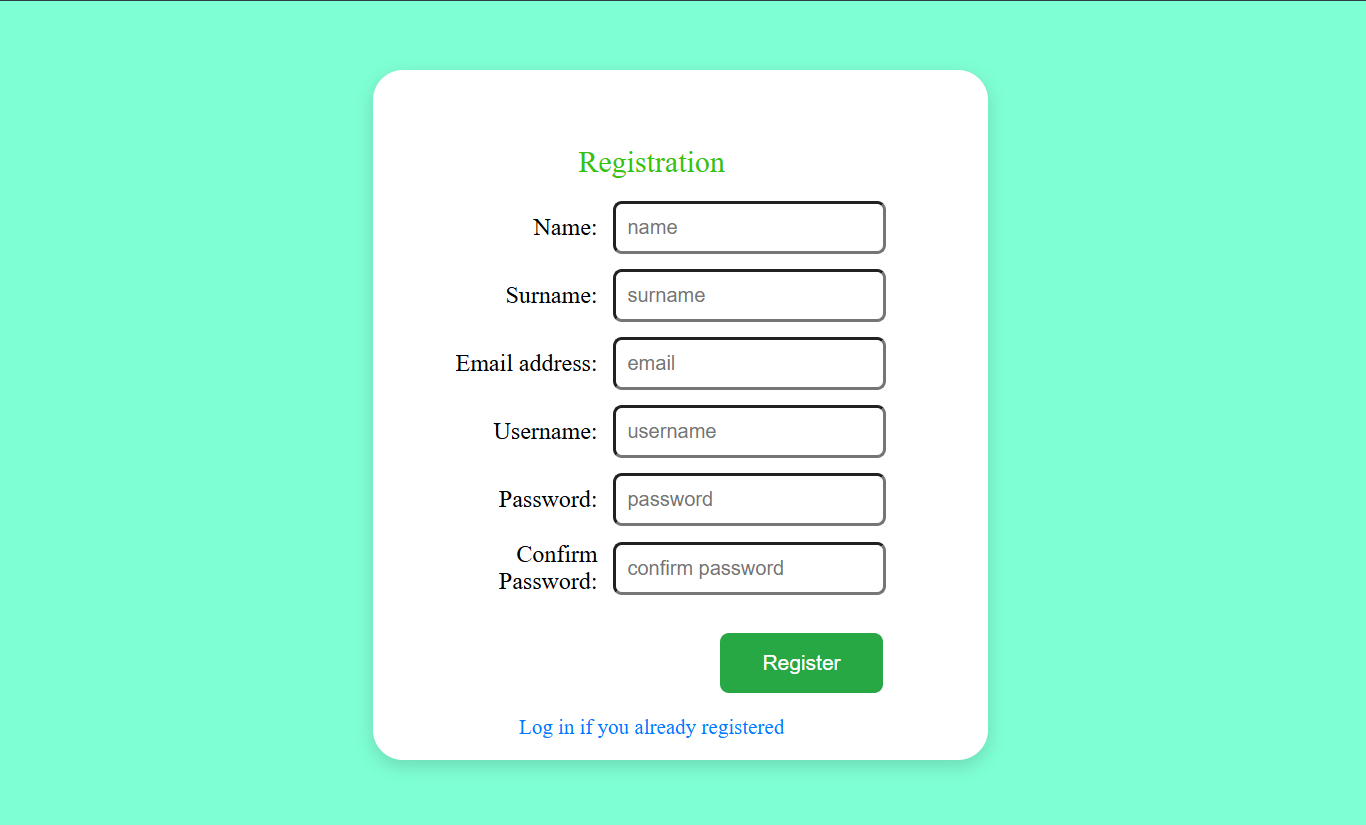 Registration
Name: name
Surname: surname
Email address: email
Username: username
Password: password
Confirm
Password: confirm password
Register
Log in if you already registered